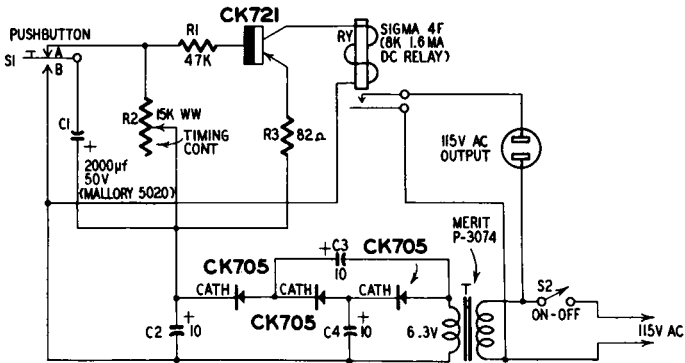 CK721
PUSHBUTTON
S1
A
B
R1
47K
RY
SIGMA 4F
(8K 1.6MA
DC RELAY)
C1
+
2000µf
50V
(MALLORY 5020)
R2
15K WW
TIMING
CONT
R3
82Ω
115V AC
OUTPUT
MERIT
P-3074
+C3
10
CK705
CK705
CATH
CATH
CATH
T
S2
ON-OFF
C2
+
10
CK705
C4
+
10
6.3V
115V AC